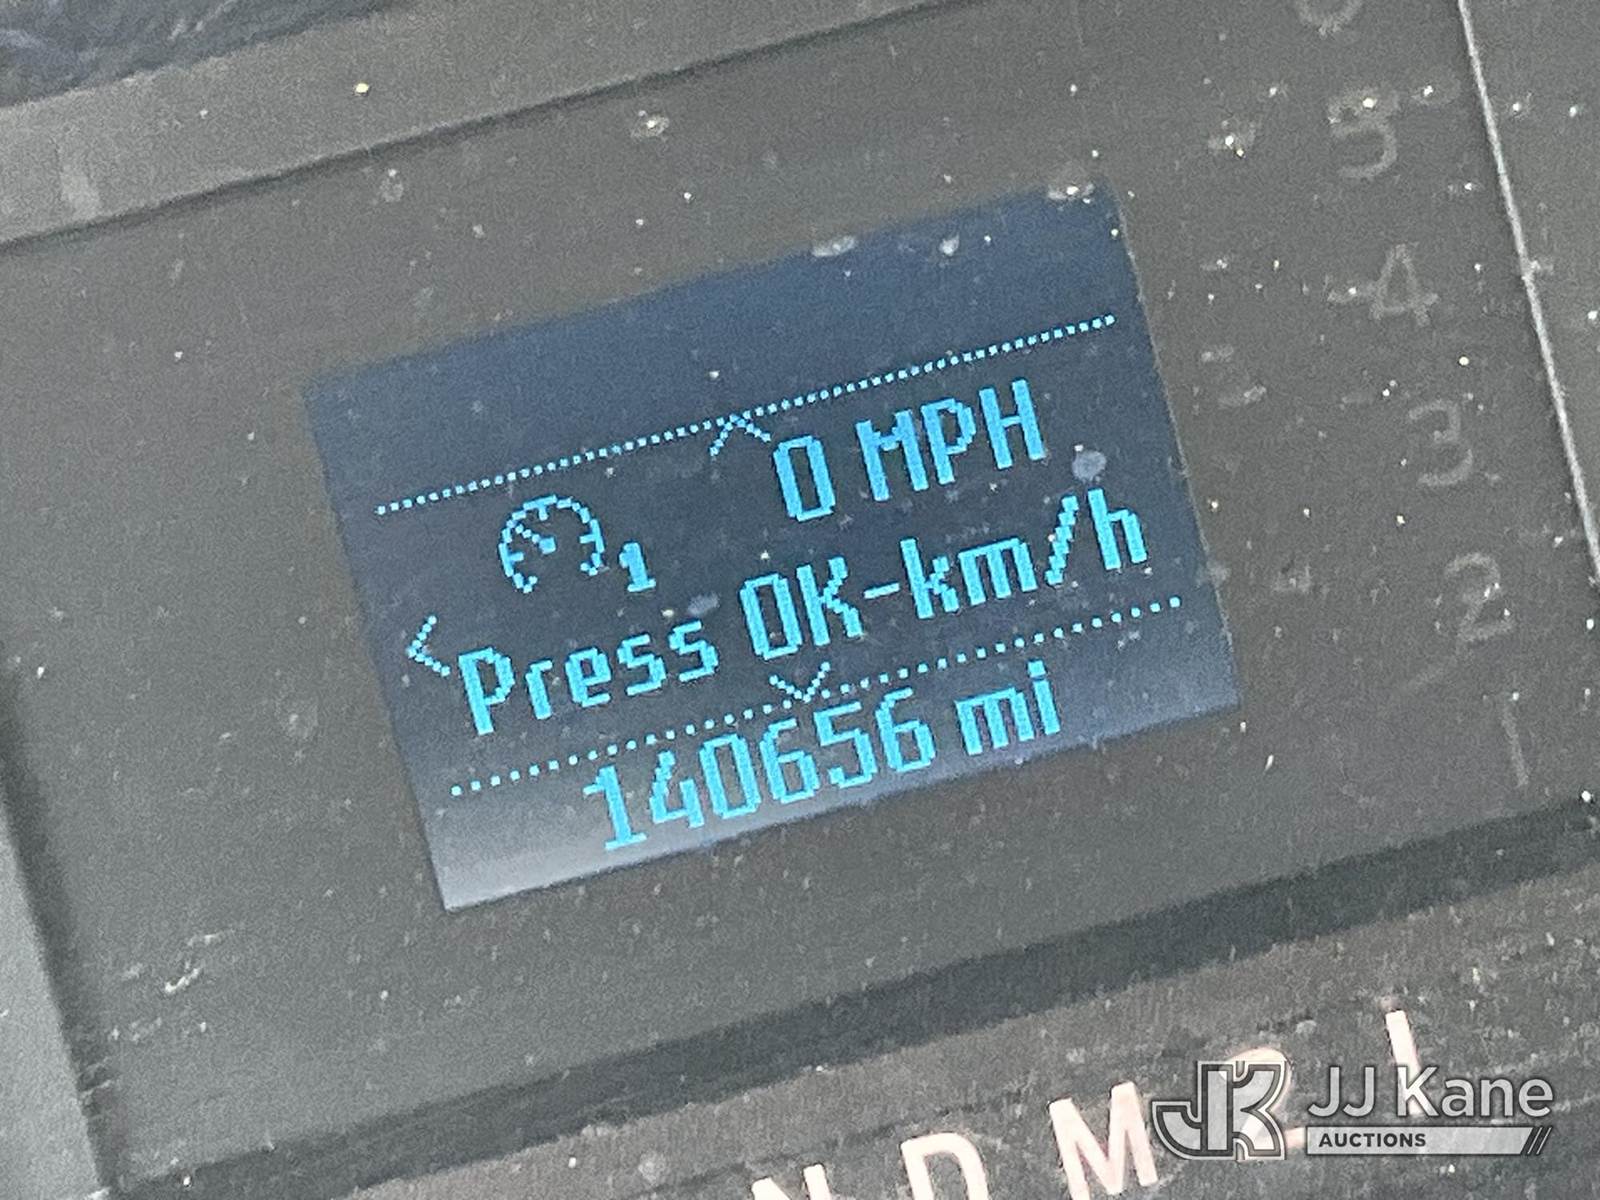 0 MPH
1
Press OK-km/h
140656 mi
5
4
3
2
1
N D M
JJ Kane
AUCTIONS